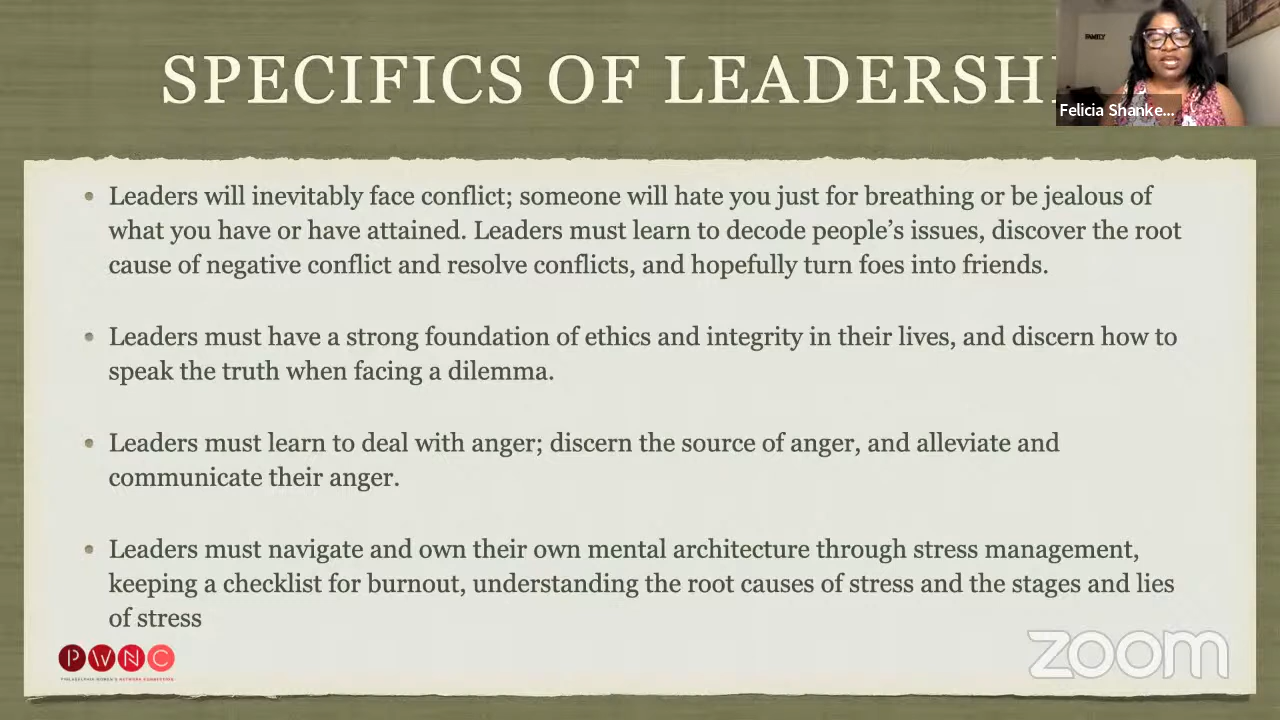 SPECIFICS OF LEADERSHI
FAMILY
Felicia Shanke...
• Leaders will inevitably face conflict; someone will hate you just for breathing or be jealous of
what you have or have attained. Leaders must learn to decode people’s issues, discover the root
cause of negative conflict and resolve conflicts, and hopefully turn foes into friends.
• Leaders must have a strong foundation of ethics and integrity in their lives, and discern how to
speak the truth when facing a dilemma.
• Leaders must learn to deal with anger; discern the source of anger, and alleviate and
communicate their anger.
• Leaders must navigate and own their own mental architecture through stress management,
keeping a checklist for burnout, understanding the root causes of stress and the stages and lies
of stress
PWNC
PHILADELPHIA WOMEN'S NETWORK CONNECTION
zoom